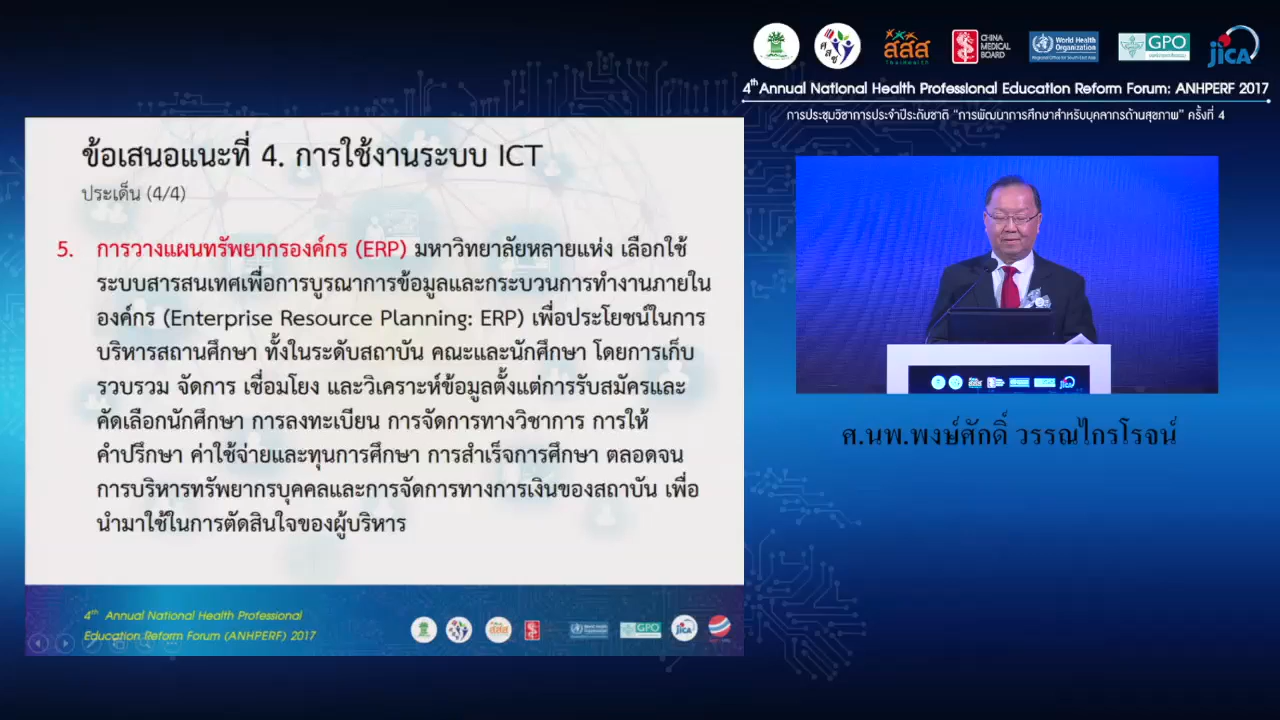 สสส
ThaiHealth
CHINA
MEDICAL
BOARD
World Health
Organization
Regional Office for South-East Asia
GPO
JICA
4th Annual National Health Professional Education Reform Forum: ANHPERF 2017
การประชุมวิชาการประจำปีระดับชาติ "การพัฒนาการศึกษาสำหรับบุคลากรด้านสุขภาพ" ครั้งที่ 4
ข้อเสนอแนะที่ 4. การใช้งานระบบ ICT
ประเด็น (4/4)
5. การวางแผนทรัพยากรองค์กร (ERP) มหาวิทยาลัยหลายแห่ง เลือกใช้
ระบบสารสนเทศเพื่อการบูรณาการข้อมูลและกระบวนการทำงานภายใน
องค์กร (Enterprise Resource Planning: ERP) เพื่อประโยชน์ในการ
บริหารสถานศึกษา ทั้งในระดับสถาบัน คณะและนักศึกษา โดยการเก็บ
รวบรวม จัดการ เชื่อมโยง และวิเคราะห์ข้อมูลตั้งแต่การรับสมัครและ
คัดเลือกนักศึกษา การลงทะเบียน การจัดการทางวิชาการ การให้
คำปรึกษา ค่าใช้จ่ายและทุนการศึกษา การสำเร็จการศึกษา ตลอดจน
การบริหารทรัพยากรบุคคลและการจัดการทางการเงินของสถาบัน เพื่อ
นำมาใช้ในการตัดสินใจของผู้บริหาร
ศ.นพ.พงษ์ศักดิ์ วรรณไกรโรจน์
4th Annual National Health Professional
Education Reform Forum (ANHPERF) 2017
สสส
GPO
JICA